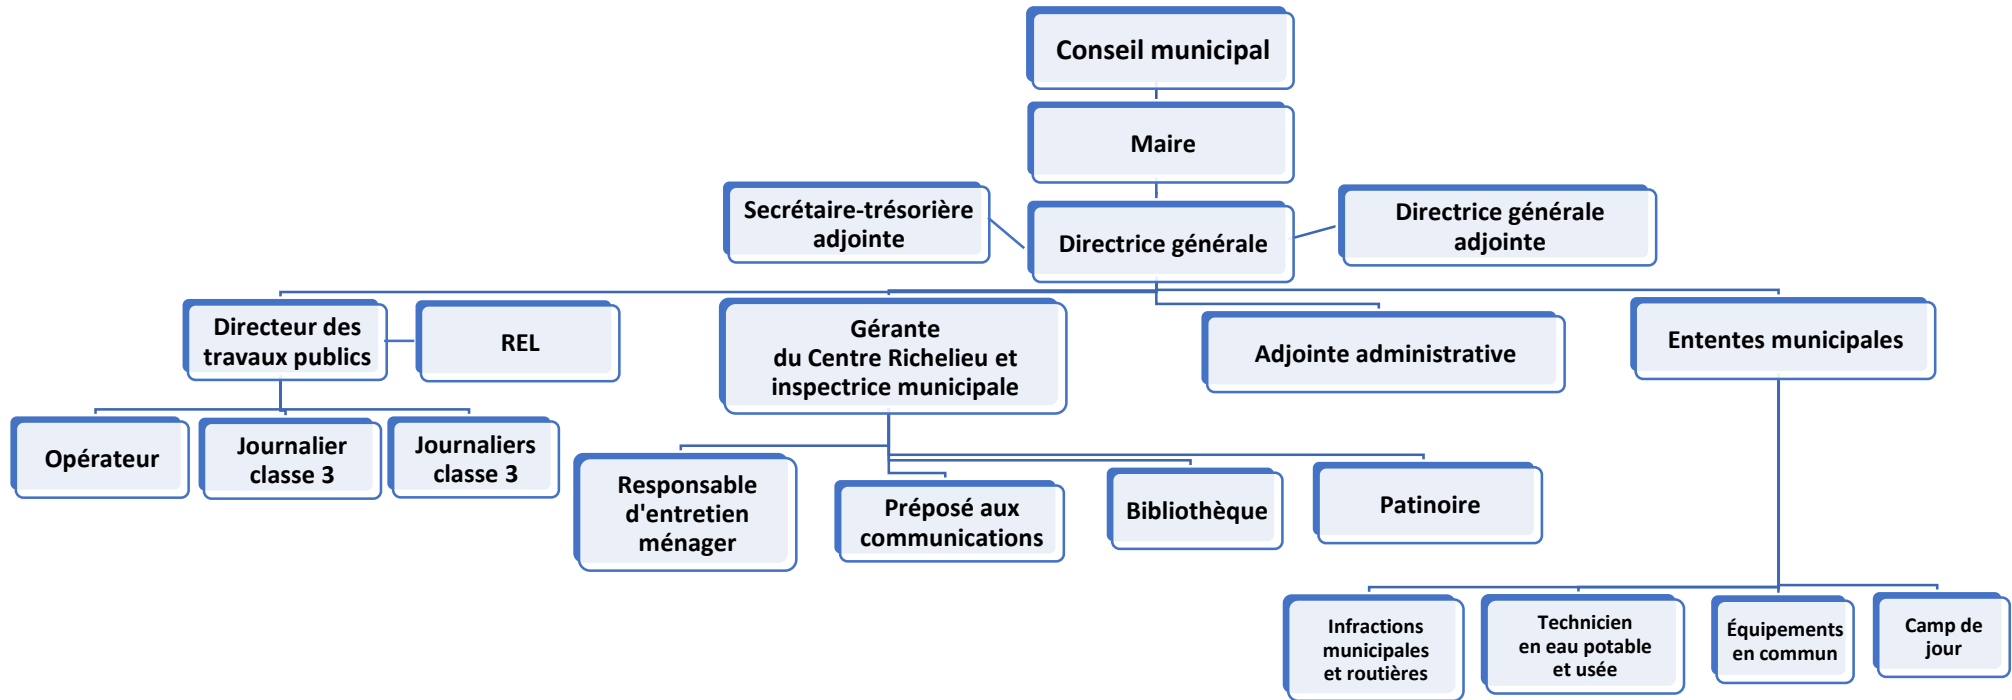 Conseil municipal
Maire
Secrétaire-trésorière
adjointe
Directrice générale
Directrice générale
adjointe
Directeur des
travaux publics
REL
Gérante
du Centre Richelieu et
inspectrice municipale
Adjointe administrative
Ententes municipales
Opérateur
Journalier
classe 3
Journaliers
classe 3
Responsable
d'entretien
ménager
Préposé aux
communications
Bibliothèque
Patinoire
Infractions
municipales
et routières
Technicien
en eau potable
et usée
Équipements
en commun
Camp de
jour